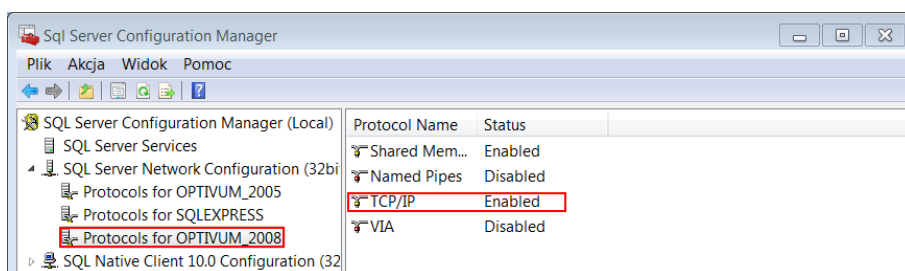 Sql Server Configuration Manager
Plik Akcja Widok Pomoc
SQL Server Configuration Manager (Local)
SQL Server Services
SQL Server Network Configuration (32bi
Protocols for OPTIVUM_2005
Protocols for SQLEXPRESS
Protocols for OPTIVUM_2008
SQL Native Client 10.0 Configuration (32
Protocol Name Status
Shared Mem... Enabled
Named Pipes Disabled
TCP/IP Enabled
VIA Disabled